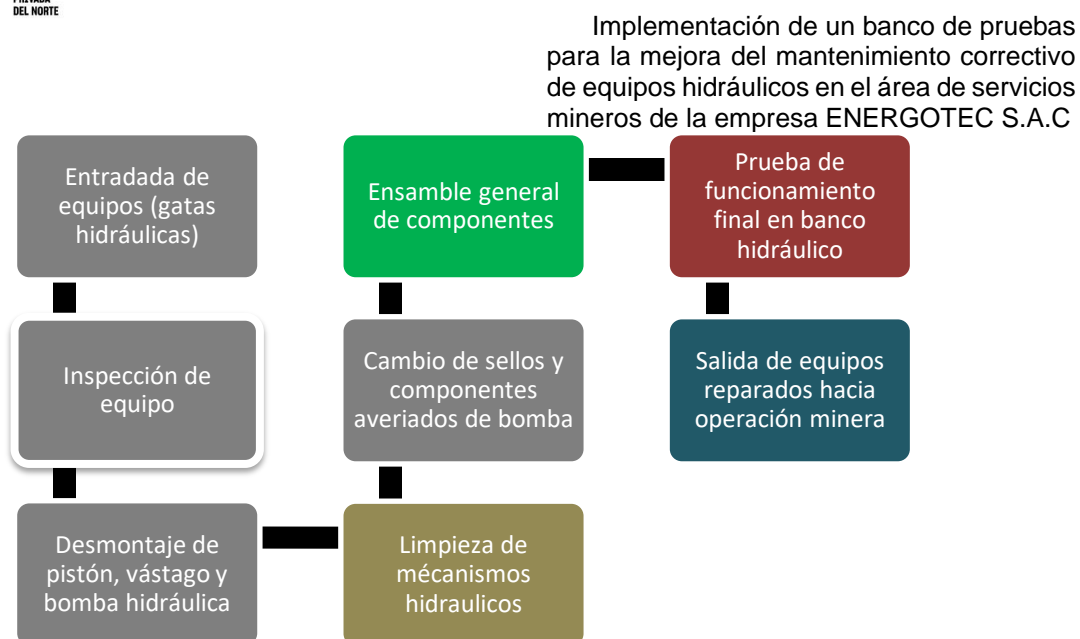 DEL NORTE
Implementación de un banco de pruebas
para la mejora del mantenimiento correctivo
de equipos hidráulicos en el área de servicios
mineros de la empresa ENERGOTEC S.A.C
Entradada de
equipos (gatas
hidráulicas)
Inspección de
equipo
Desmontaje de
pistón, vástago y
bomba hidráulica
Limpieza de
mécanismos
hidraulicos
Cambio de sellos y
componentes
averiados de bomba
Ensamble general
de componentes
Prueba de
funcionamiento
final en banco
hidráulico
Salida de equipos
reparados hacia
operación minera